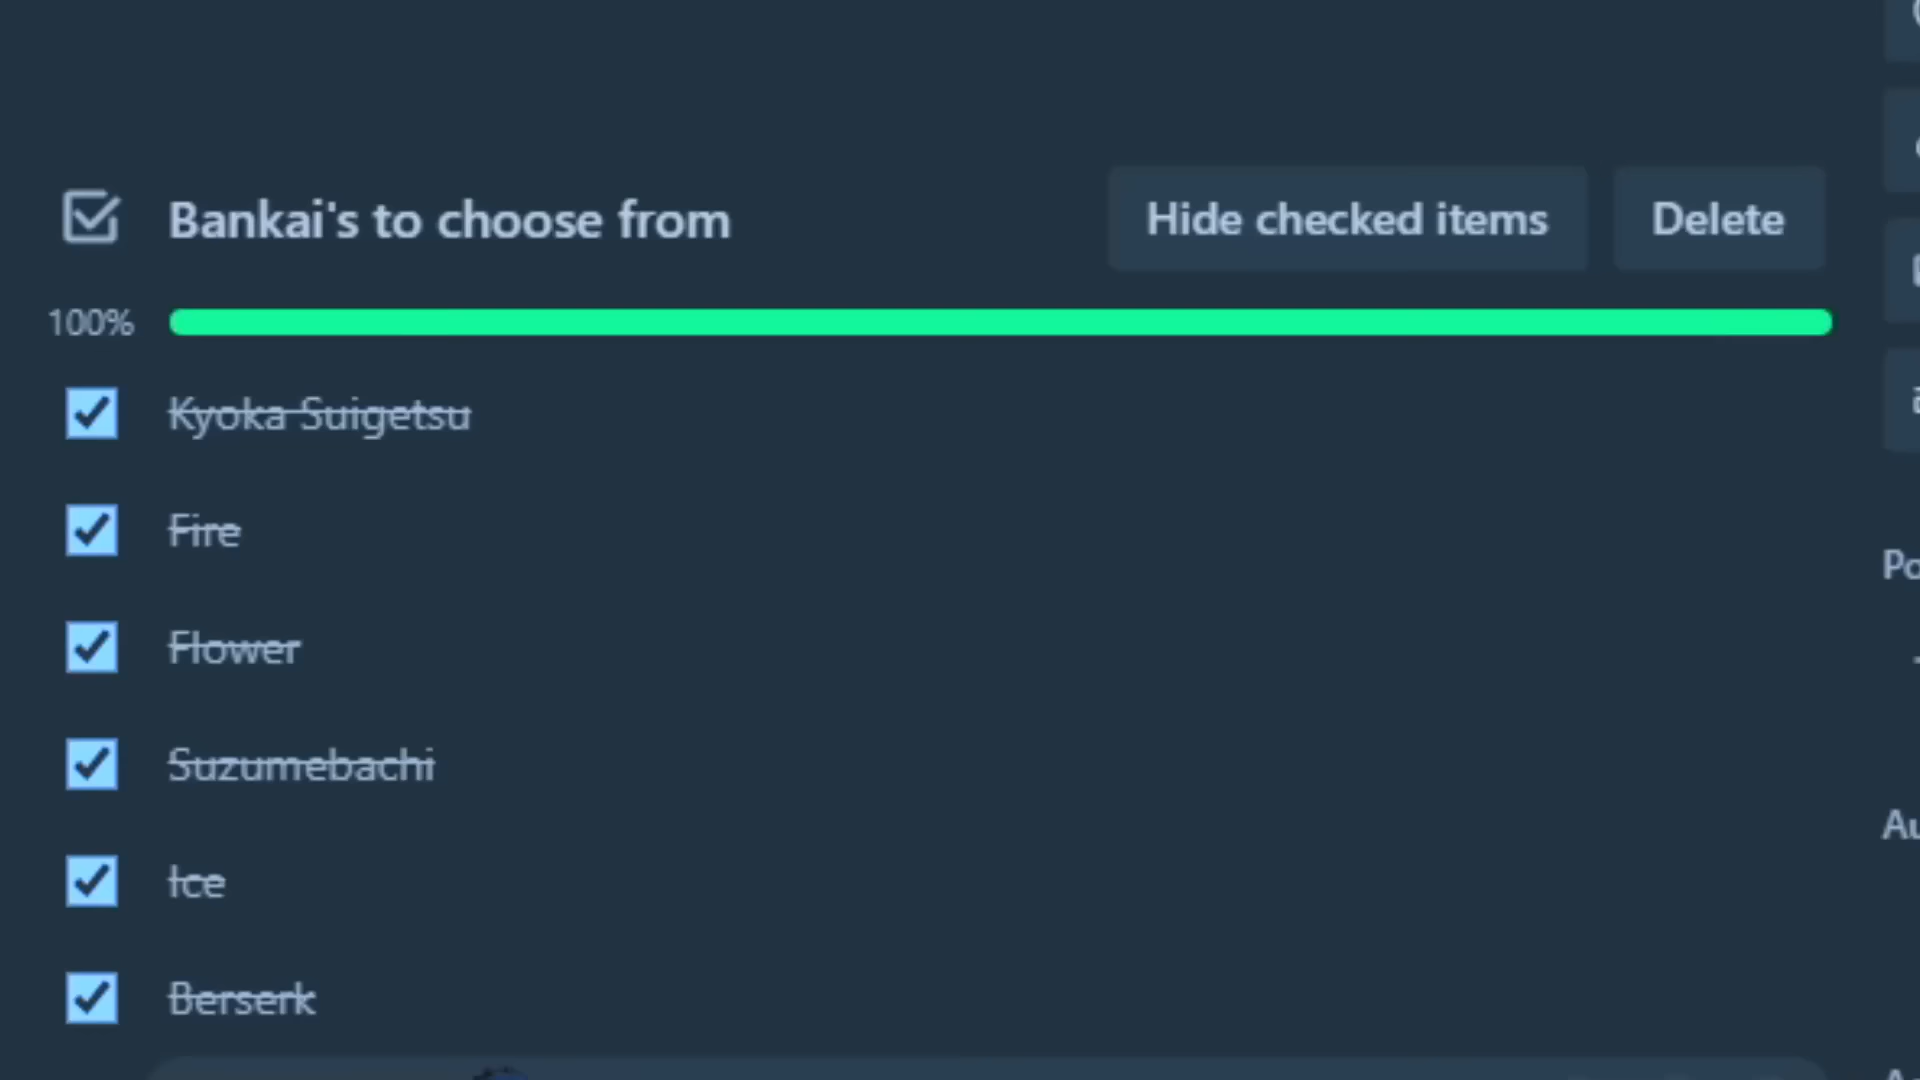 Bankai's to choose from
Hide checked items
Delete
100%
Kyoka Suigetsu
Fire
Flower
Suzumebachi
Ice
Berserk